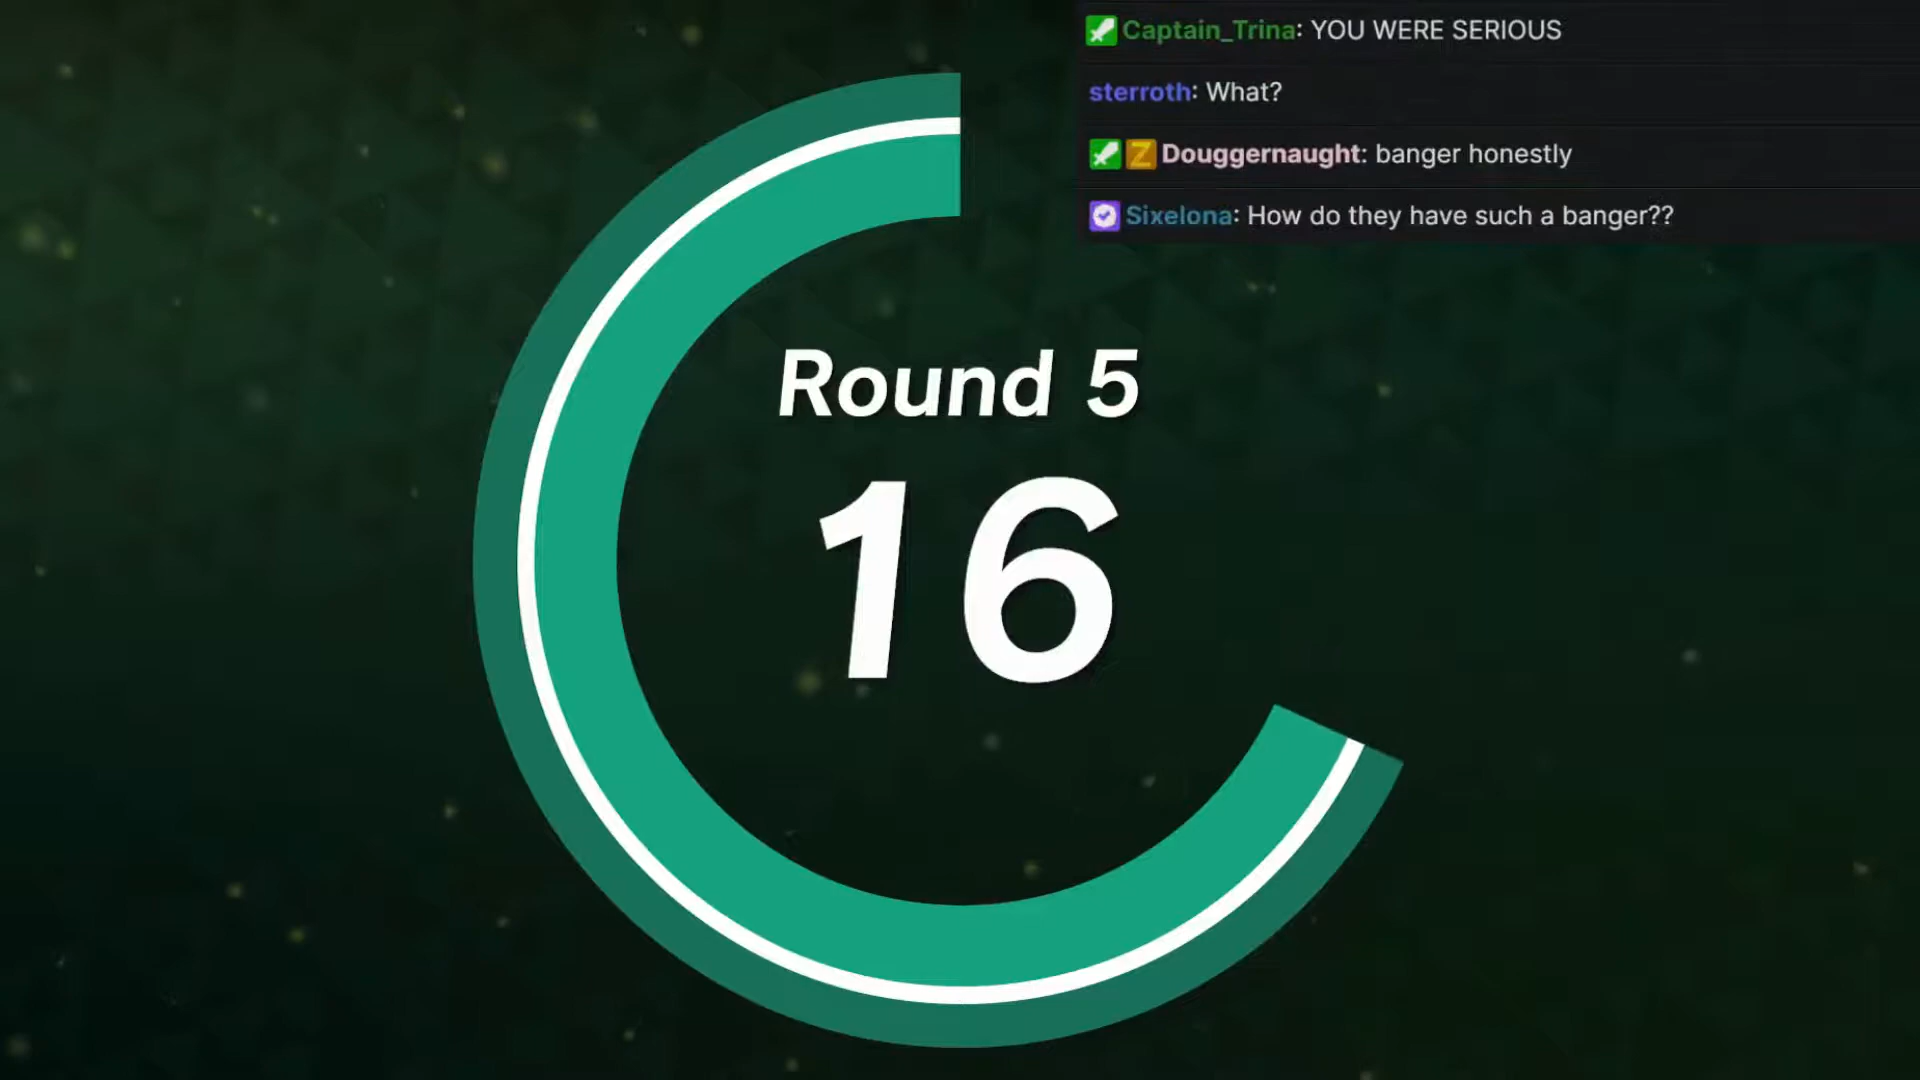 Captain_Trina: YOU WERE SERIOUS
sterroth: What?
Z Douggernaught: banger honestly
Sixelona: How do they have such a banger??
Round 5
16